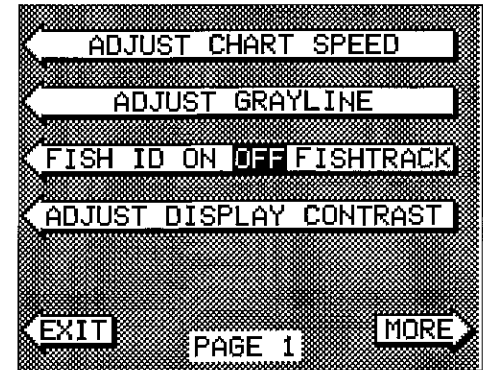 ADJUST CHART SPEED
ADJUST GRAYLINE
FISH ID ON OFF FISHTRACK
ADJUST DISPLAY CONTRAST
EXIT
PAGE 1
MORE